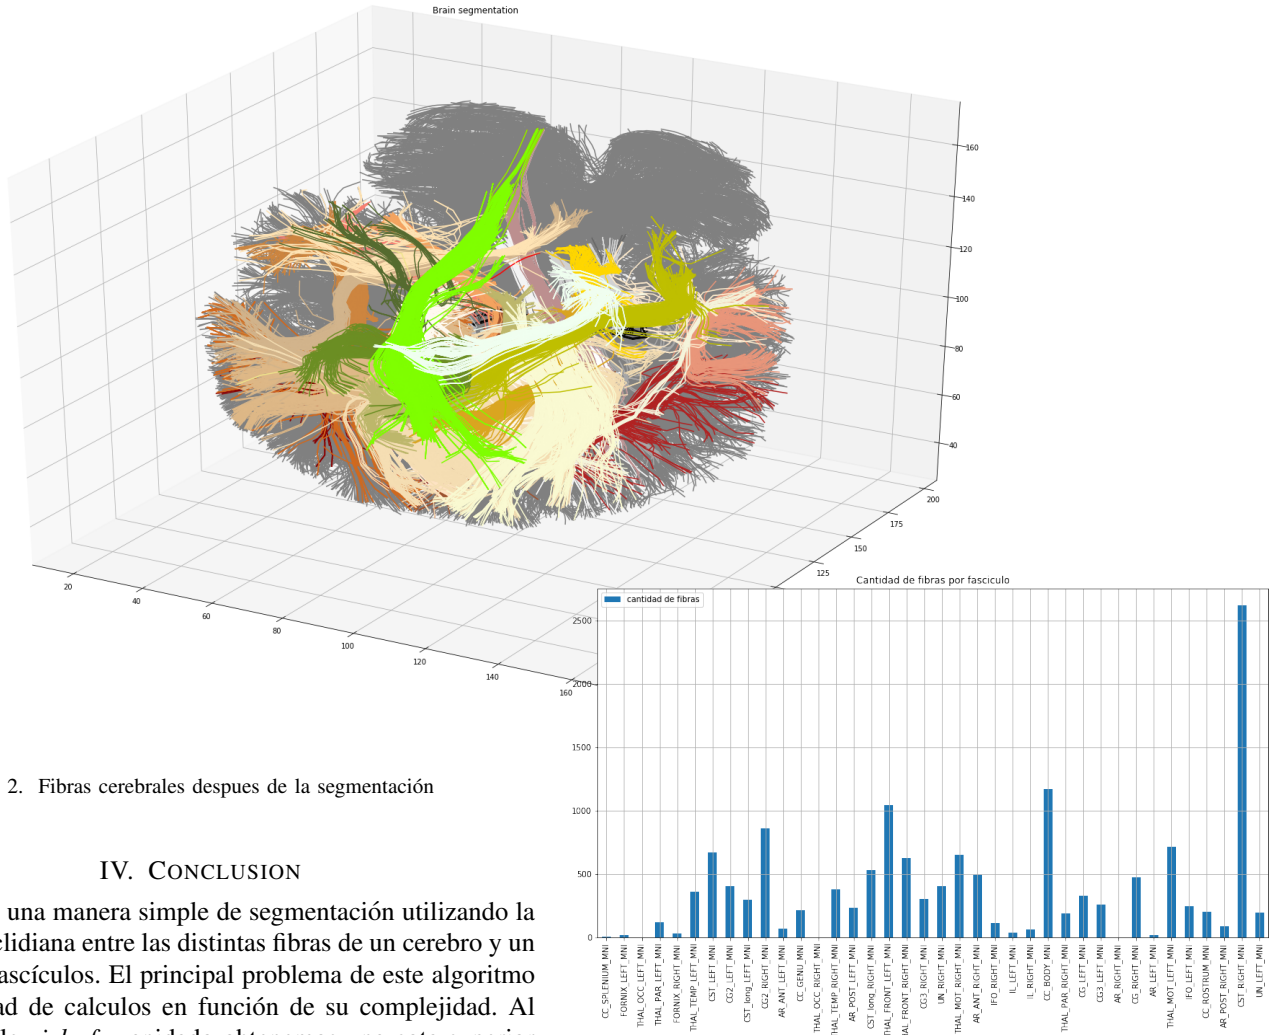 Brain segmentation
160
140
120
100
80
60
40
200
175
150
125
20
40
60
80
100
120
140
160
Cantidad de fibras por fasciculo
cantidad de fibras
2500
2000
1500
1000
500
0
CC_SPLENIUM_MNI
FORNIX_LEFT_MNI
THAL_OCC_LEFT_MNI
THAL_PAR_LEFT_MNI
FORNIX_RIGHT_MNI
THAL_TEMP_LEFT_MNI
CST_LEFT_MNI
CG2_LEFT_MNI
CST_long_LEFT_MNI
CG2_RIGHT_MNI
AR_ANT_LEFT_MNI
CC_GENU_MNI
THAL_OCC_RIGHT_MNI
THAL_TEMP_RIGHT_MNI
AR_POST_LEFT_MNI
CST_long_RIGHT_MNI
THAL_FRONT_LEFT_MNI
HAL_FRONT_RIGHT_MNI
CG3_RIGHT_MNI
UN_RIGHT_MNI
THAL_MOT_RIGHT_MNI
AR_ANT_RIGHT_MNI
IFO_RIGHT_MNI
IL_LEFT_MNI
IL_RIGHT_MNI
CC_BODY_MNI
THAL_PAR_RIGHT_MNI
CG_LEFT_MNI
CG3_LEFT_MNI
AR_RIGHT_MNI
CG_RIGHT_MNI
AR_LEFT_MNI
THAL_MOT_LEFT_MNI
IFO_LEFT_MNI
CC_ROSTRUM_MNI
AR_POST_RIGHT_MNI
CST_RIGHT_MNI
UN_LEFT_MNI
2. Fibras cerebrales despues de la segmentación
IV. CONCLUSION
una manera simple de segmentación utilizando la
elidiana entre las distintas fibras de un cerebro y un
ascículos. El principal problema de este algoritmo
ad de calculos en función de su complejidad. Al